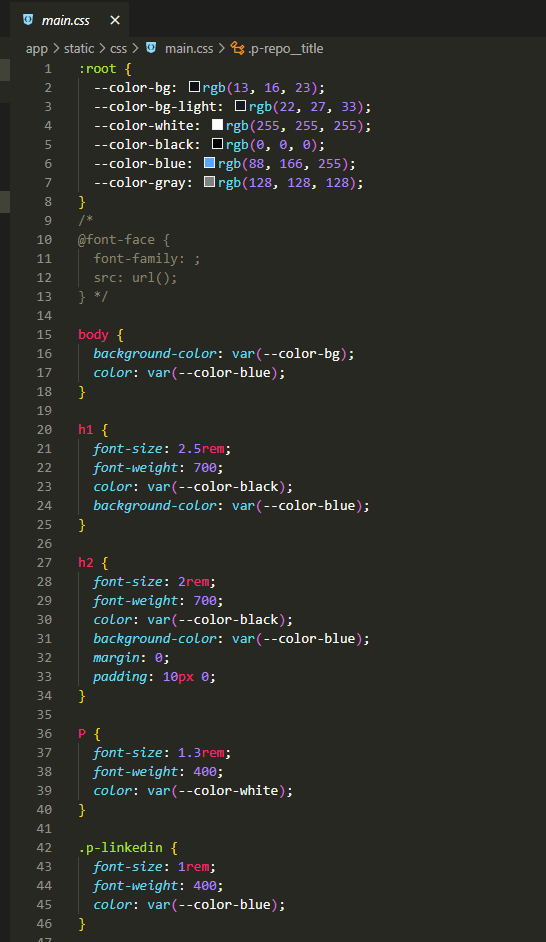 main.css ×
app > static > css > main.css > .p-repo__title
1 :root {
2   --color-bg: rgb(13, 16, 23);
3   --color-bg-light: rgb(22, 27, 33);
4   --color-white: rgb(255, 255, 255);
5   --color-black: rgb(0, 0, 0);
6   --color-blue: rgb(88, 166, 255);
7   --color-gray: rgb(128, 128, 128);
8 }
9 /*
10 @font-face {
11   font-family: ;
12   src: url();
13 } */
14
15 body {
16   background-color: var(--color-bg);
17   color: var(--color-blue);
18 }
19
20 h1 {
21   font-size: 2.5rem;
22   font-weight: 700;
23   color: var(--color-black);
24   background-color: var(--color-blue);
25 }
26
27 h2 {
28   font-size: 2rem;
29   font-weight: 700;
30   color: var(--color-black);
31   background-color: var(--color-blue);
32   margin: 0;
33   padding: 10px 0;
34 }
35
36 P {
37   font-size: 1.3rem;
38   font-weight: 400;
39   color: var(--color-white);
40 }
41
42 .p-linkedin {
43   font-size: 1rem;
44   font-weight: 400;
45   color: var(--color-blue);
46 }
47